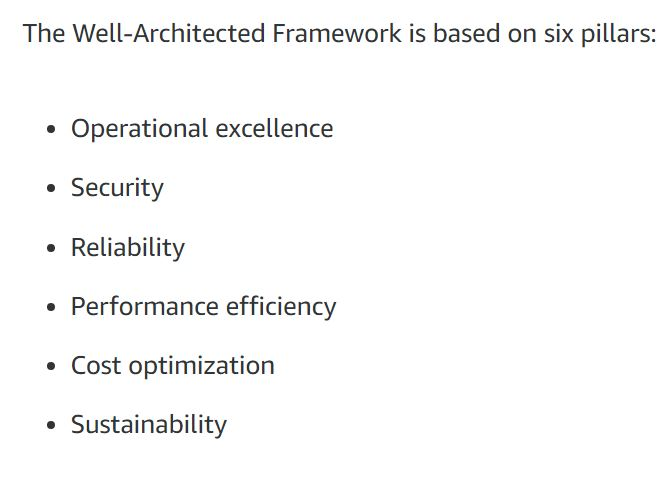 The Well-Architected Framework is based on six pillars:
• Operational excellence
• Security
• Reliability
• Performance efficiency
• Cost optimization
• Sustainability